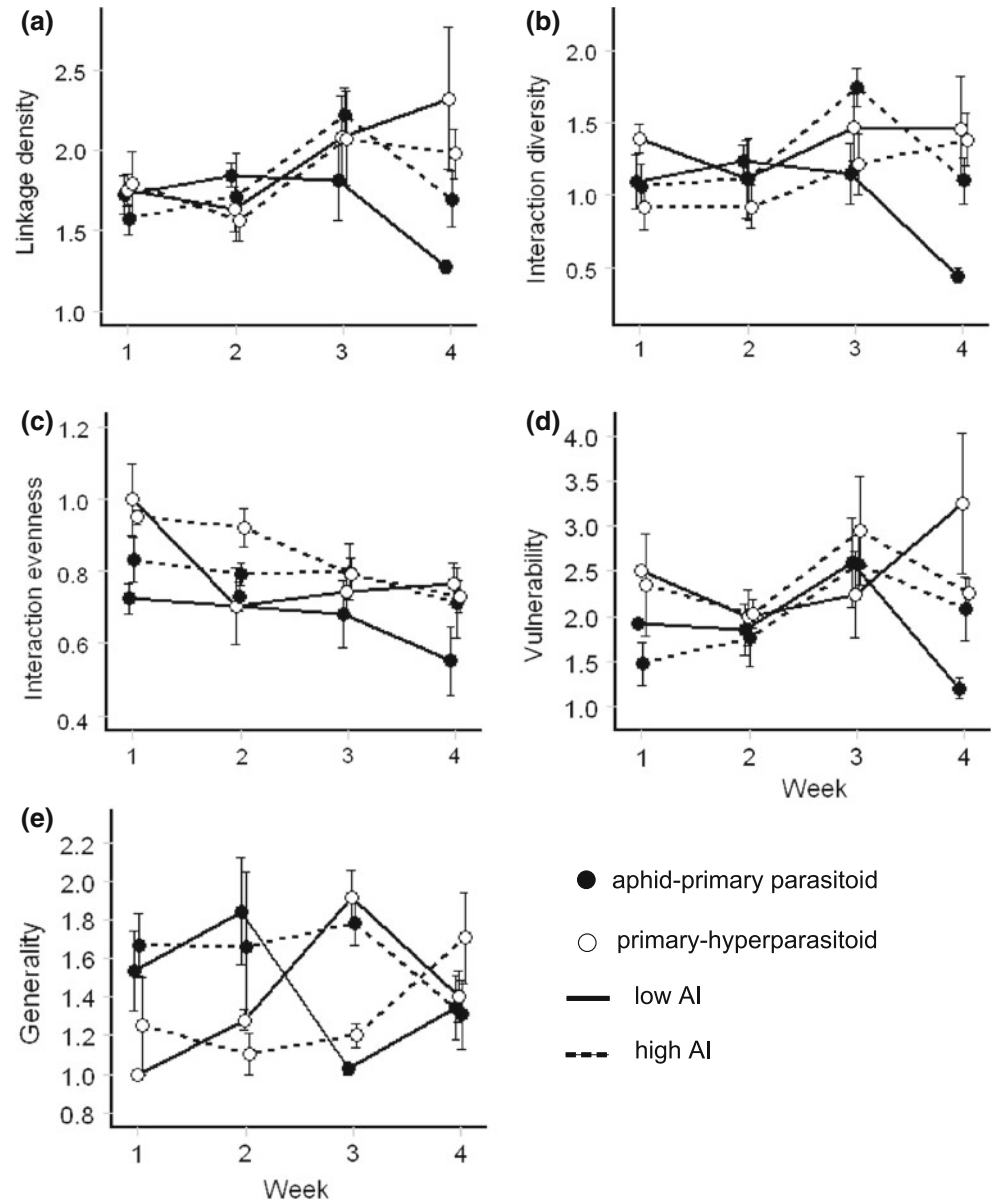 (a)
Linkage density
2.5
2.0
1.5
1.0
1 2 3 4
(b)
Interaction diversity
2.0
1.5
1.0
0.5
1 2 3 4
(c)
Interaction evenness
1.2
1.0
0.8
0.6
0.4
1 2 3 4
(d)
Vulnerability
4.0
3.5
3.0
2.5
2.0
1.5
1.0
1 2 3 4
Week
(e)
Generality
2.2
2.0
1.8
1.6
1.4
1.2
1.0
0.8
1 2 3 4
Week
aphid-primary parasitoid
primary-hyperparasitoid
low AI
high AI